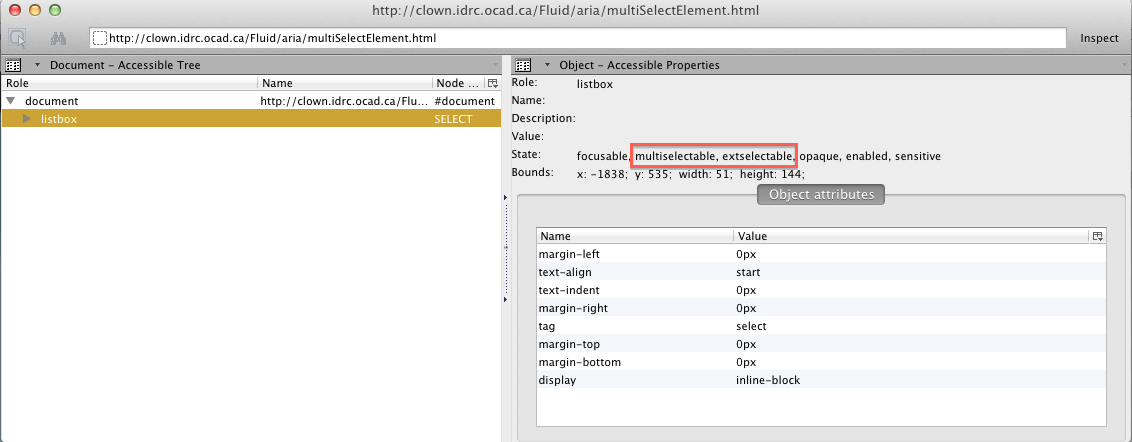 http://clown.idrc.ocad.ca/Fluid/aria/multiSelectElement.html
http://clown.idrc.ocad.ca/Fluid/aria/multiSelectElement.html Inspect
Document - Accessible Tree
Role Name Node ...
document http://clown.idrc.ocad.ca/Flu... #document
listbox SELECT
Object - Accessible Properties
Role: listbox
Name:
Description:
Value:
State: focusable, multiselectable, extselectable, opaque, enabled, sensitive
Bounds: x: -1838; y: 535; width: 51; height: 144;
Object attributes
Name Value
margin-left 0px
text-align start
text-indent 0px
margin-right 0px
tag select
margin-top 0px
margin-bottom 0px
display inline-block